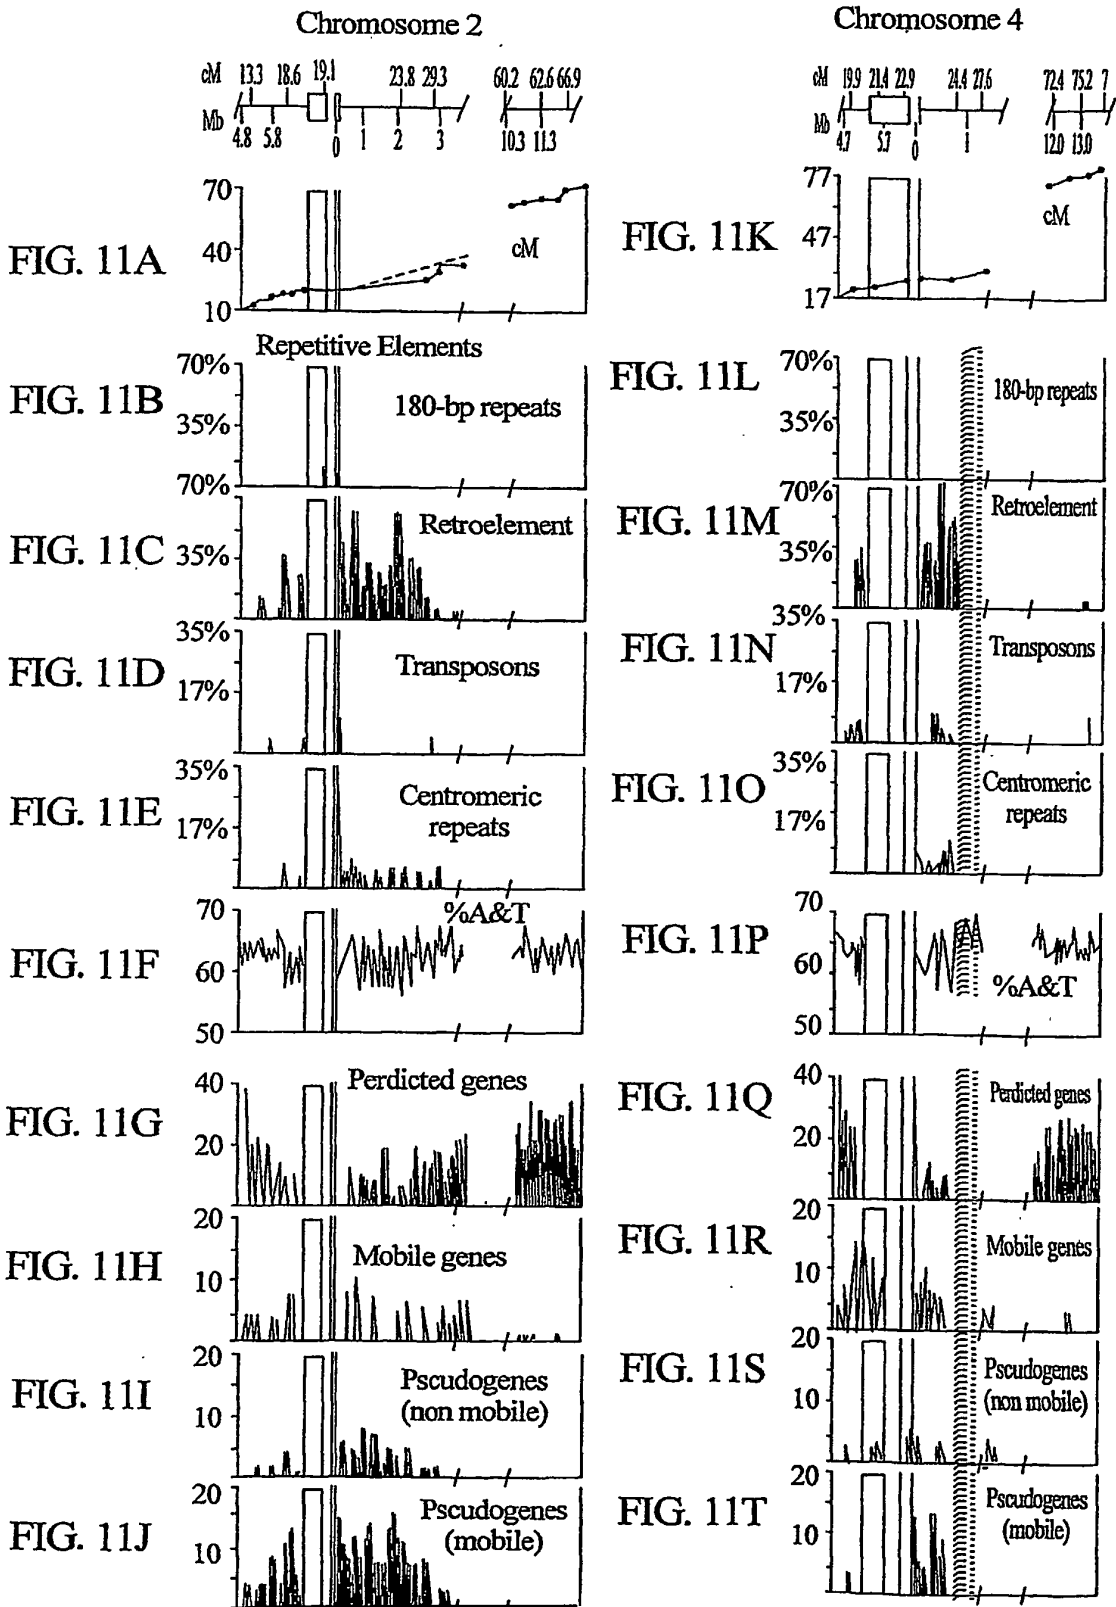 Chromosome 2
cM 13.3 18.6 19.1 23.8 29.3 60.2 62.6 66.9
Mb
4.8 5.8 0 1 2 3 10.3 11.3
FIG. 11A
70
40
10
cM
FIG. 11B
Repetitive Elements
70%
35%
180-bp repeats
70%
FIG. 11C
35%
Retroelement
FIG. 11D
35%
17%
Transposons
FIG. 11E
35%
17%
Centromeric
repeats
FIG. 11F
70
60
50
%A&T
FIG. 11G
40
20
Perdicted genes
FIG. 11H
20
10
Mobile genes
FIG. 11I
20
10
Pscudogenes
(non mobile)
FIG. 11J
20
10
Pscudogenes
(mobile)
Chromosome 4
cM 19.9 21.4 22.9 24.4 27.6 72.4 75.2 7
Mb
4.7 5.7 0 1 12.0 13.0
FIG. 11K
77
47
17
cM
FIG. 11L
70%
35%
180-bp repeats
FIG. 11M
70%
35%
Retroelement
FIG. 11N
35%
17%
Transposons
FIG. 11O
35%
17%
Centromeric
repeats
FIG. 11P
70
60
50
%A&T
FIG. 11Q
40
20
Perdicted genes
FIG. 11R
20
10
Mobile genes
FIG. 11S
20
10
Pscudogenes
(non mobile)
FIG. 11T
20
10
Pscudogenes
(mobile)